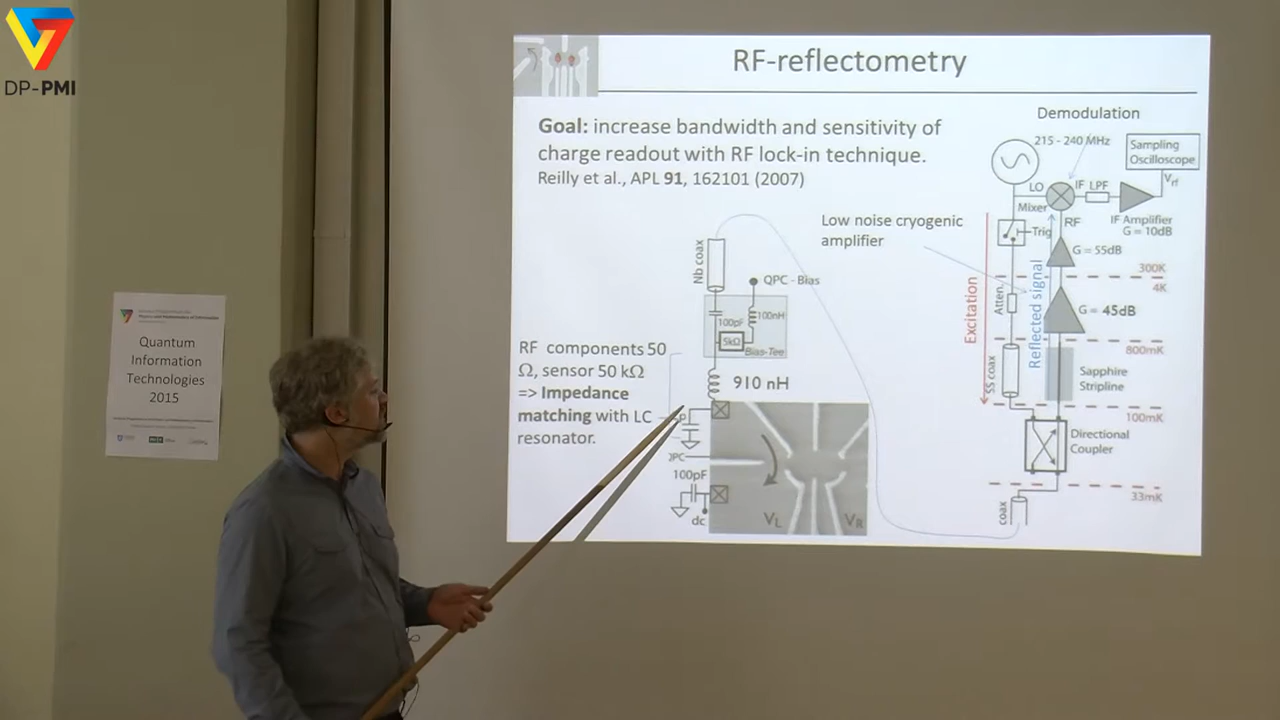 DP-PMI
RF-reflectometry
Goal: increase bandwidth and sensitivity of
charge readout with RF lock-in technique.
Reilly et al., APL 91, 162101 (2007)
Demodulation
215 - 240 MHz
Sampling
Oscilloscope
LO
IF
LPF
Vrf
Mixer
RF
IF Amplifier
G = 10dB
Trig
G = 55dB
300K
4K
Low noise cryogenic
amplifier
Excitation
Atten.
Reflected signal
G = 45dB
800mK
SS coax
Sapphire
Stripline
100mK
Directional
Coupler
33mK
coax
Nb coax
QPC - Bias
100pF
100nH
5kΩ
Bias-Tee
910 nH
RF components 50
Ω, sensor 50 kΩ
=> Impedance
matching with LC
resonator.
100pF
dc
VL
VR
Quantum
Information
Technologies
2015